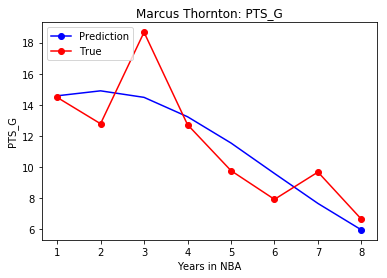 Marcus Thornton: PTS_G
Prediction
True
PTS_G
18
16
14
12
10
8
6
1 2 3 4 5 6 7 8
Years in NBA